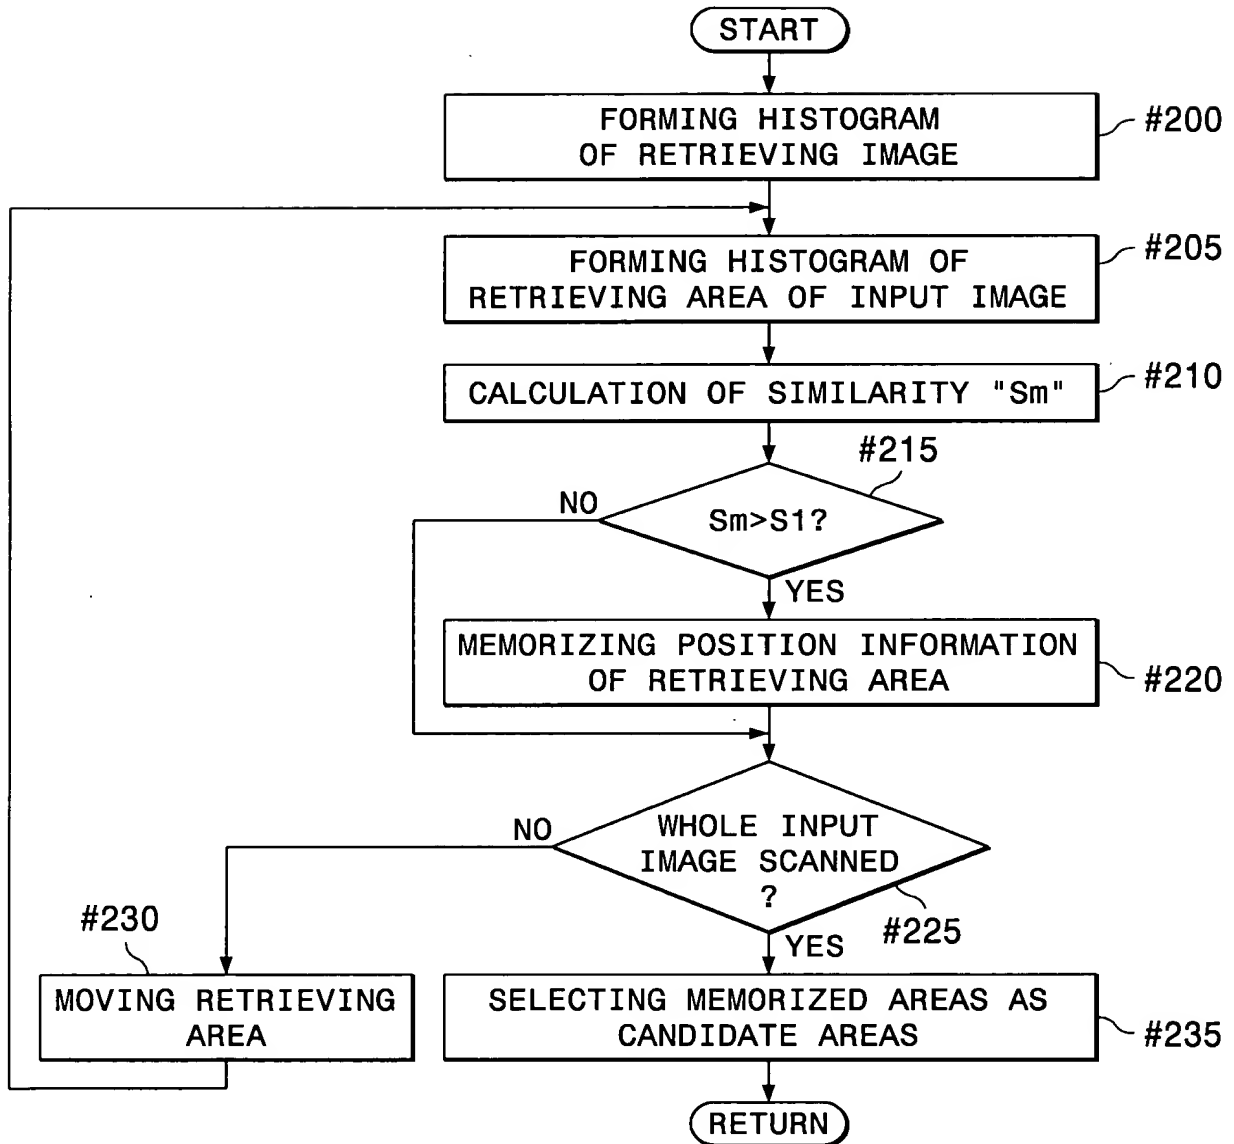 START
FORMING HISTOGRAM
OF RETRIEVING IMAGE
#200
FORMING HISTOGRAM OF
RETRIEVING AREA OF INPUT IMAGE
#205
CALCULATION OF SIMILARITY "Sm"
#210
#215
NO
Sm>S1?
YES
MEMORIZING POSITION INFORMATION
OF RETRIEVING AREA
#220
NO
WHOLE INPUT
IMAGE SCANNED
?
#225
YES
#230
MOVING RETRIEVING
AREA
SELECTING MEMORIZED AREAS AS
CANDIDATE AREAS
#235
RETURN